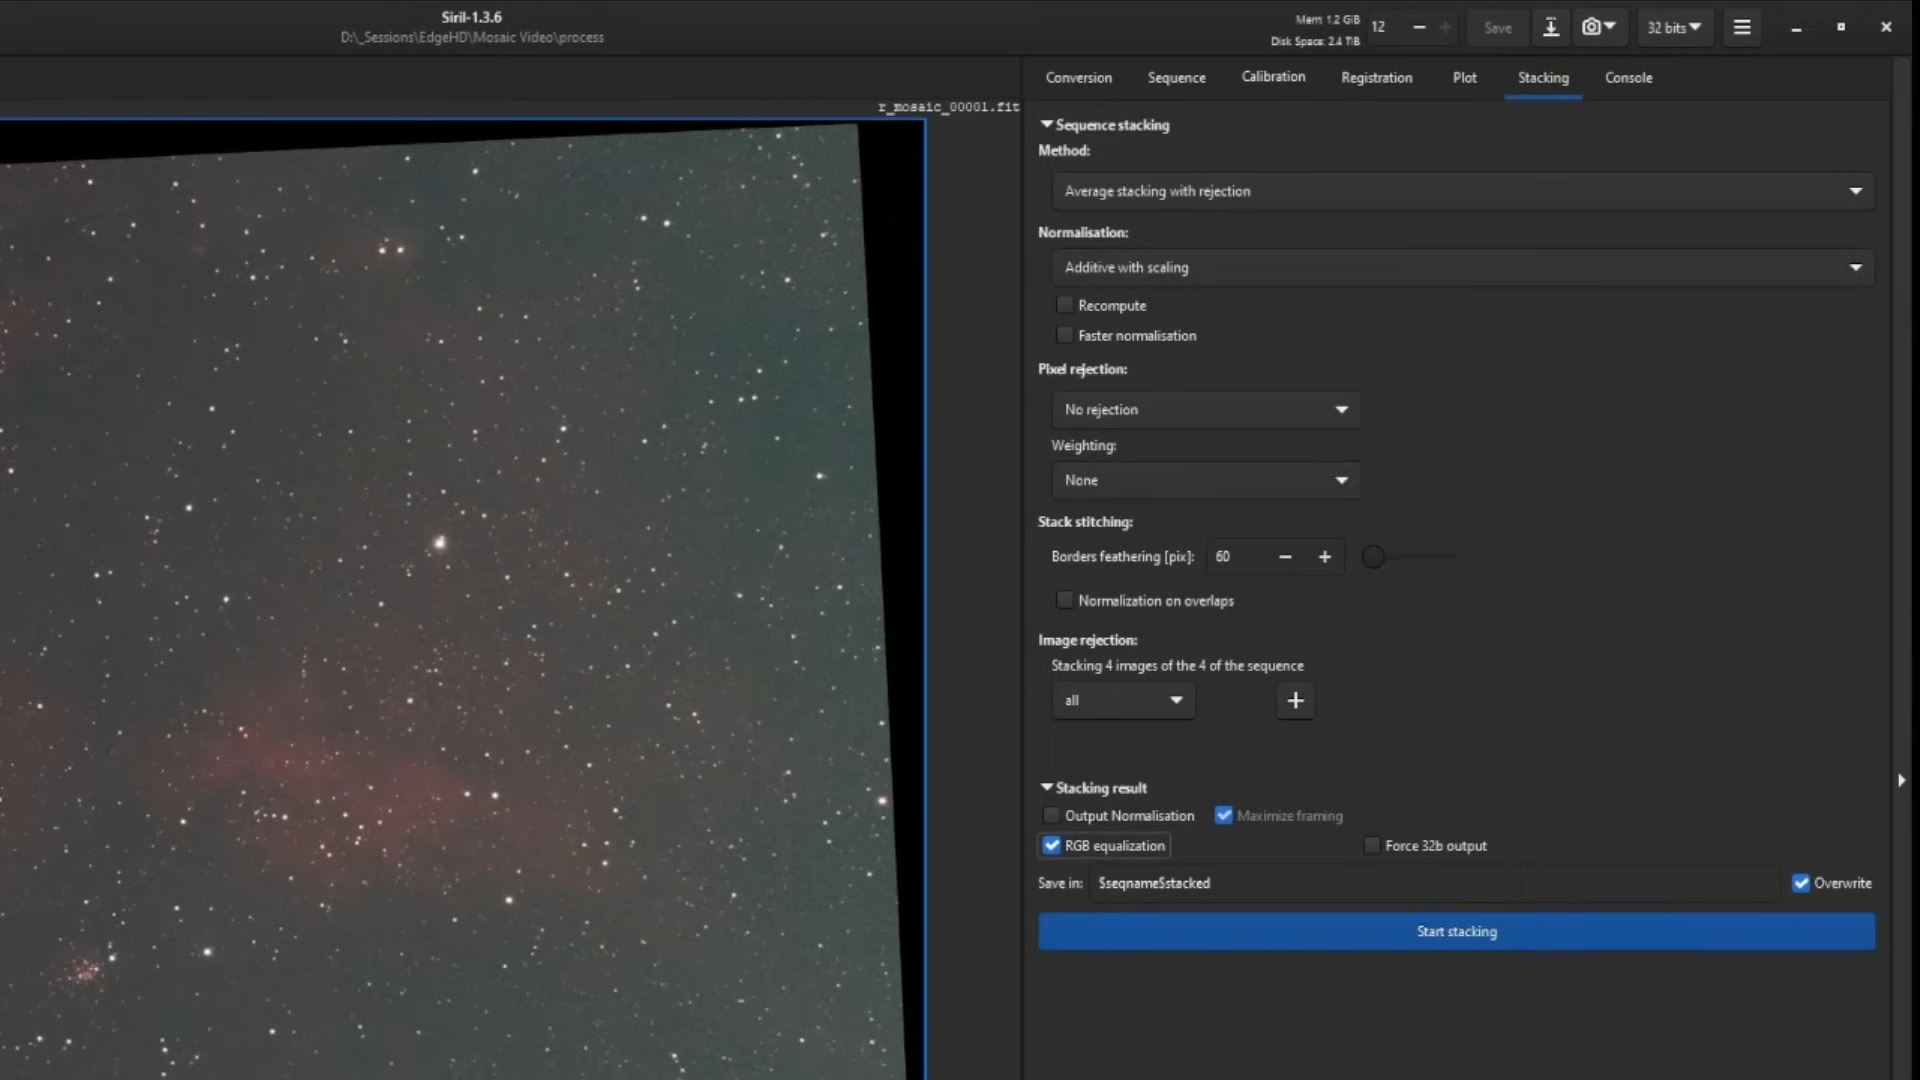 Siril-1.3.6
D:\_Sessions\EdgeHD\Mosaic Video\process
Mem: 1.2 GiB
Disk Space: 2.4 TiB
12
Save
32 bits
Conversion Sequence Calibration Registration Plot Stacking Console
r_mosaic_00001.fit
Sequence stacking
Method:
Average stacking with rejection
Normalisation:
Additive with scaling
Recompute
Faster normalisation
Pixel rejection:
No rejection
Weighting:
None
Stack stitching:
Borders feathering [pix]: 60
Normalization on overlaps
Image rejection:
Stacking 4 images of the 4 of the sequence
all
Stacking result
Output Normalisation Maximize framing
RGB equalization Force 32b output
Save in: $seqname$stacked Overwrite
Start stacking